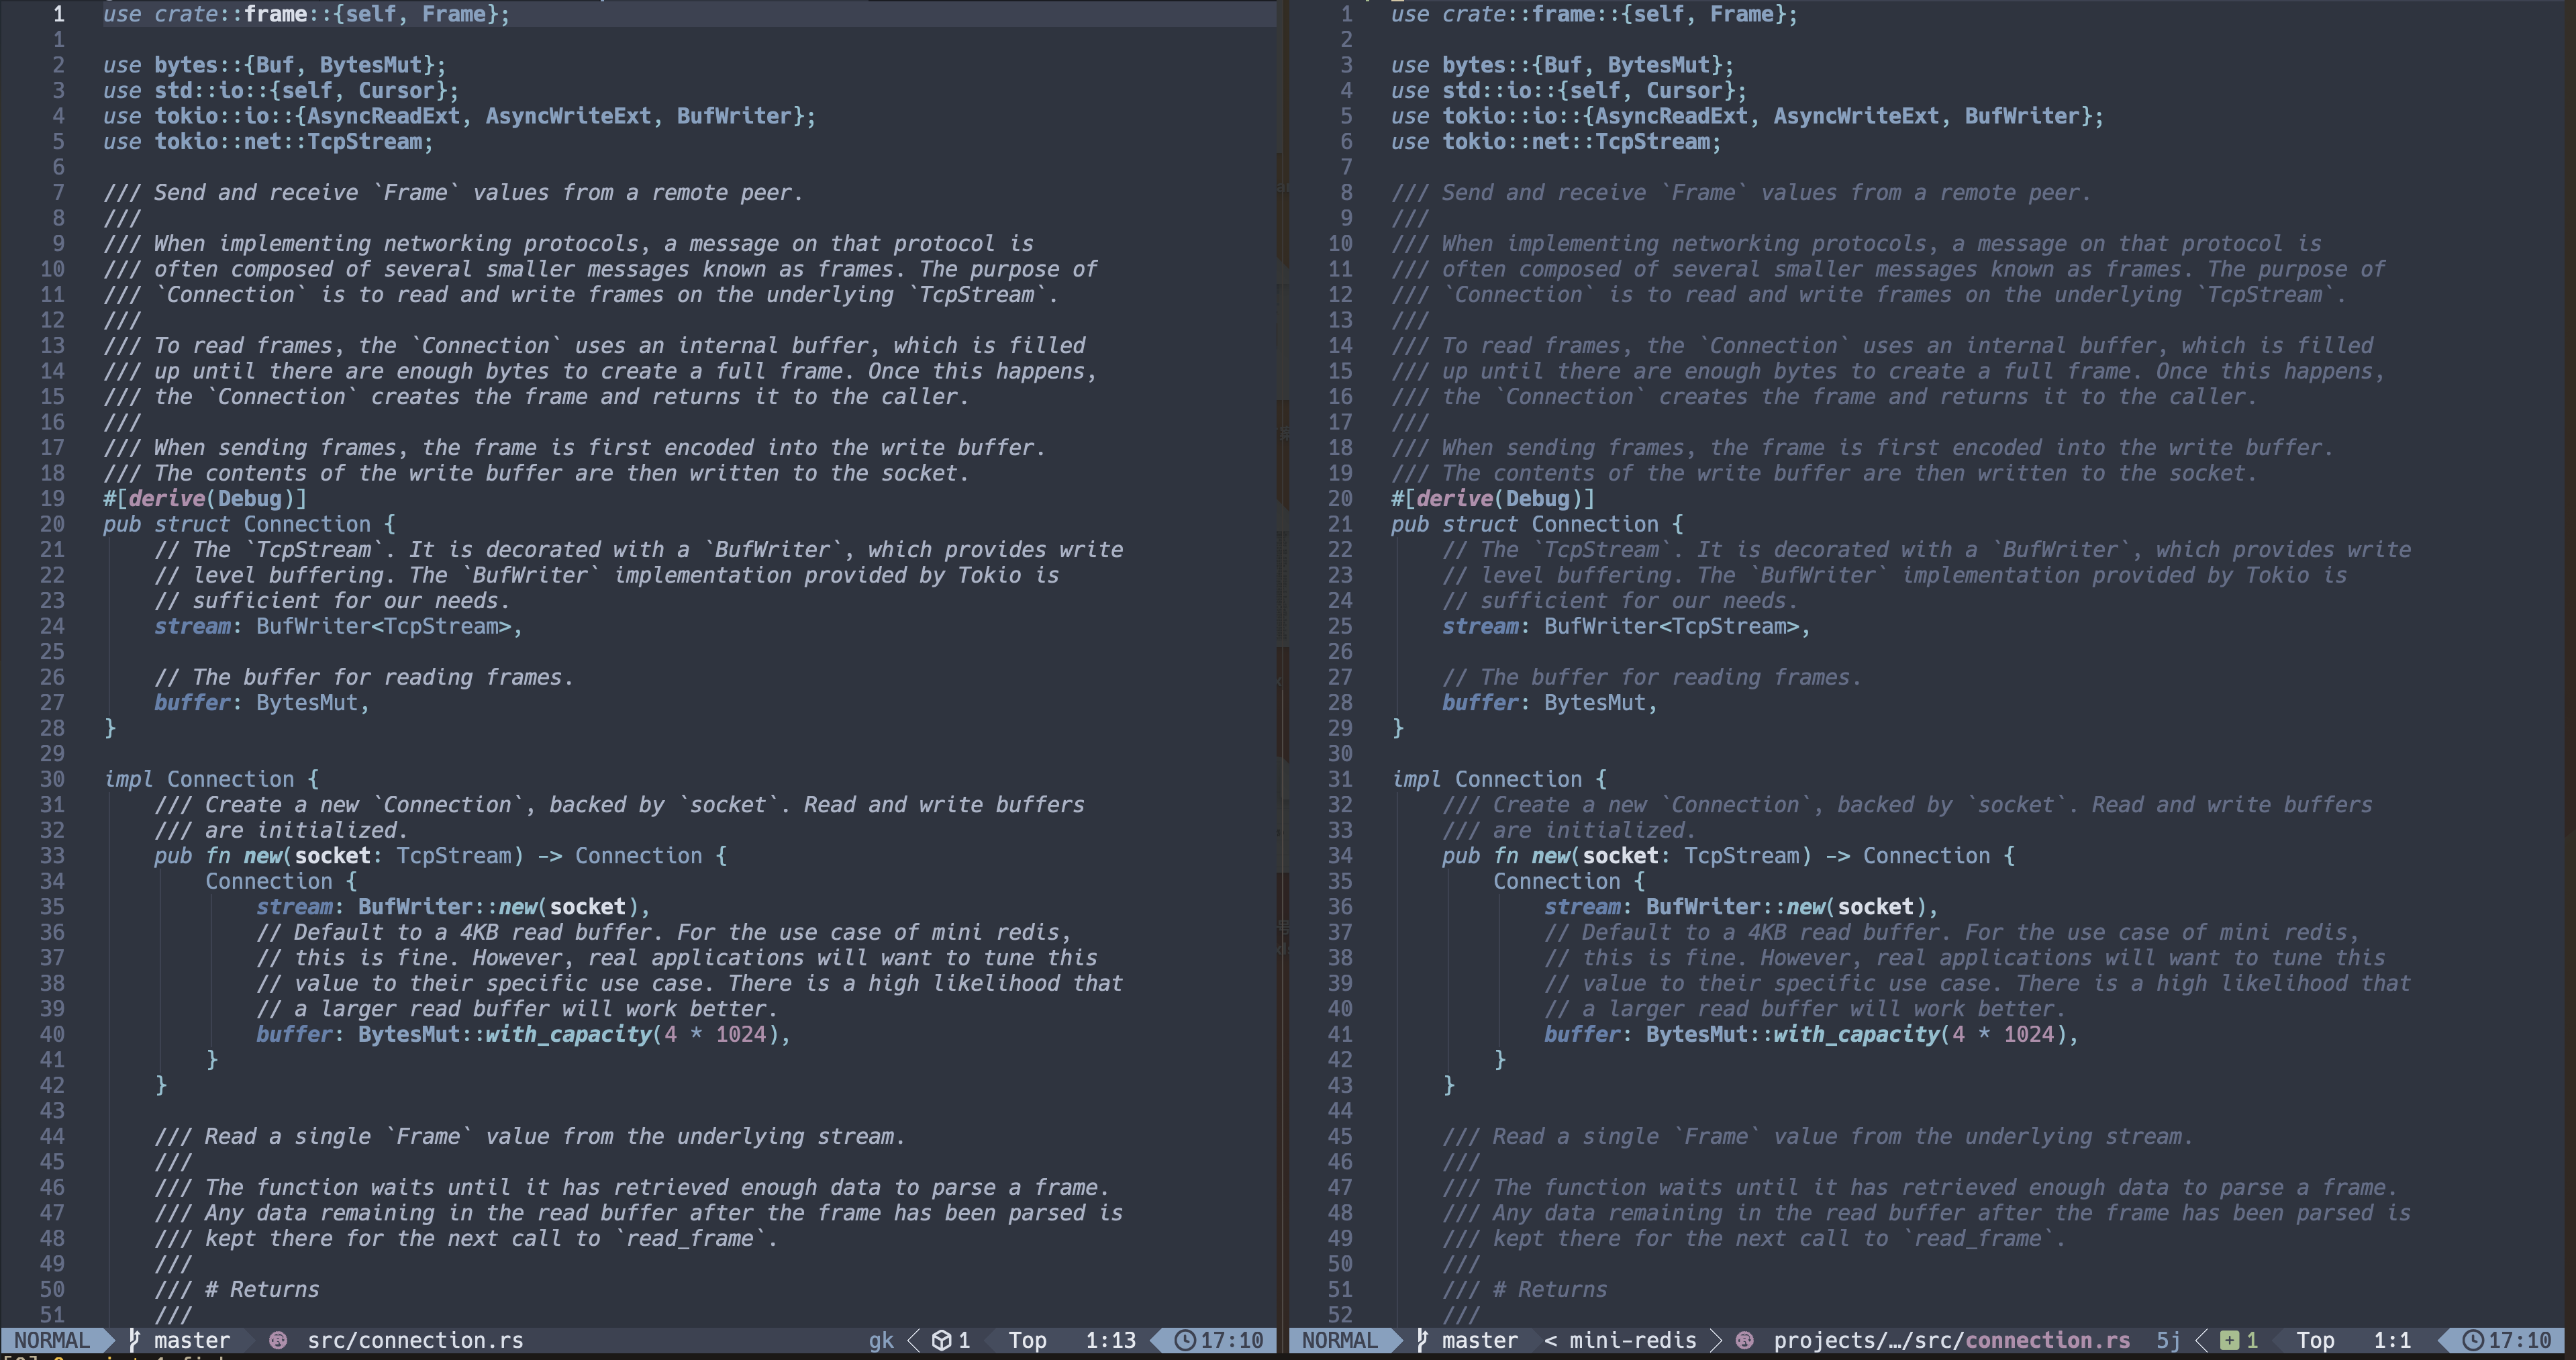 1 use crate::frame::{self, Frame};
1
2 use bytes::{Buf, BytesMut};
3 use std::io::{self, Cursor};
4 use tokio::io::{AsyncReadExt, AsyncWriteExt, BufWriter};
5 use tokio::net::TcpStream;
6
7 /// Send and receive `Frame` values from a remote peer.
8 ///
9 /// When implementing networking protocols, a message on that protocol is
10 /// often composed of several smaller messages known as frames. The purpose of
11 /// `Connection` is to read and write frames on the underlying `TcpStream`.
12 ///
13 /// To read frames, the `Connection` uses an internal buffer, which is filled
14 /// up until there are enough bytes to create a full frame. Once this happens,
15 /// the `Connection` creates the frame and returns it to the caller.
16 ///
17 /// When sending frames, the frame is first encoded into the write buffer.
18 /// The contents of the write buffer are then written to the socket.
19 #[derive(Debug)]
20 pub struct Connection {
21     // The `TcpStream`. It is decorated with a `BufWriter`, which provides write
22     // level buffering. The `BufWriter` implementation provided by Tokio is
23     // sufficient for our needs.
24     stream: BufWriter<TcpStream>,
25
26     // The buffer for reading frames.
27     buffer: BytesMut,
28 }
29
30 impl Connection {
31     /// Create a new `Connection`, backed by `socket`. Read and write buffers
32     /// are initialized.
33     pub fn new(socket: TcpStream) -> Connection {
34         Connection {
35             stream: BufWriter::new(socket),
36             // Default to a 4KB read buffer. For the use case of mini redis,
37             // this is fine. However, real applications will want to tune this
38             // value to their specific use case. There is a high likelihood that
39             // a larger read buffer will work better.
40             buffer: BytesMut::with_capacity(4 * 1024),
41         }
42     }
43
44     /// Read a single `Frame` value from the underlying stream.
45     ///
46     /// The function waits until it has retrieved enough data to parse a frame.
47     /// Any data remaining in the read buffer after the frame has been parsed is
48     /// kept there for the next call to `read_frame`.
49     ///
50     /// # Returns
51     ///
NORMAL master src/connection.rs gk < 1 Top 1:13 17:10
1 use crate::frame::{self, Frame};
2
3 use bytes::{Buf, BytesMut};
4 use std::io::{self, Cursor};
5 use tokio::io::{AsyncReadExt, AsyncWriteExt, BufWriter};
6 use tokio::net::TcpStream;
7
8 /// Send and receive `Frame` values from a remote peer.
9 ///
10 /// When implementing networking protocols, a message on that protocol is
11 /// often composed of several smaller messages known as frames. The purpose of
12 /// `Connection` is to read and write frames on the underlying `TcpStream`.
13 ///
14 /// To read frames, the `Connection` uses an internal buffer, which is filled
15 /// up until there are enough bytes to create a full frame. Once this happens,
16 /// the `Connection` creates the frame and returns it to the caller.
17 ///
18 /// When sending frames, the frame is first encoded into the write buffer.
19 /// The contents of the write buffer are then written to the socket.
20 #[derive(Debug)]
21 pub struct Connection {
22     // The `TcpStream`. It is decorated with a `BufWriter`, which provides write
23     // level buffering. The `BufWriter` implementation provided by Tokio is
24     // sufficient for our needs.
25     stream: BufWriter<TcpStream>,
26
27     // The buffer for reading frames.
28     buffer: BytesMut,
29 }
30
31 impl Connection {
32     /// Create a new `Connection`, backed by `socket`. Read and write buffers
33     /// are initialized.
34     pub fn new(socket: TcpStream) -> Connection {
35         Connection {
36             stream: BufWriter::new(socket),
37             // Default to a 4KB read buffer. For the use case of mini redis,
38             // this is fine. However, real applications will want to tune this
39             // value to their specific use case. There is a high likelihood that
40             // a larger read buffer will work better.
41             buffer: BytesMut::with_capacity(4 * 1024),
42         }
43     }
44
45     /// Read a single `Frame` value from the underlying stream.
46     ///
47     /// The function waits until it has retrieved enough data to parse a frame.
48     /// Any data remaining in the read buffer after the frame has been parsed is
49     /// kept there for the next call to `read_frame`.
50     ///
51     /// # Returns
52     ///
NORMAL master < mini-redis > projects/…/src/connection.rs 5j < + 1 Top 1:1 17:10